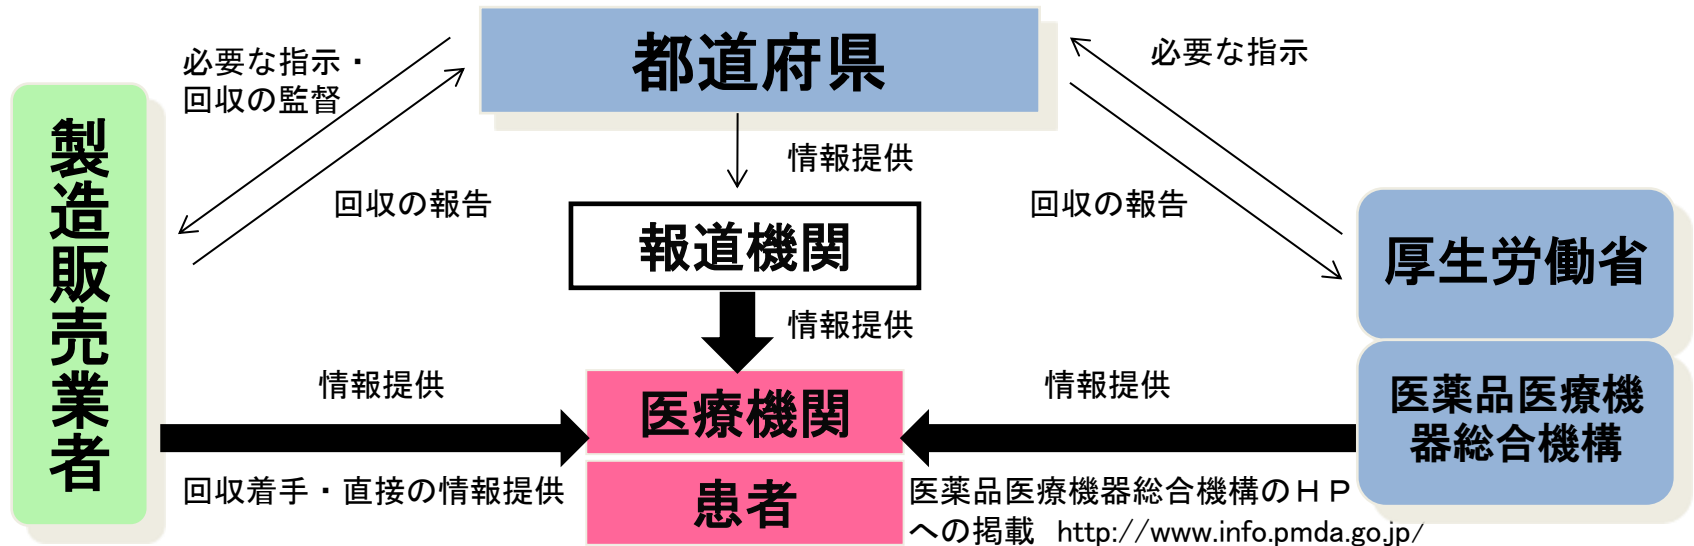 都道府県
必要な指示・
回収の監督
必要な指示
製造販売業者
情報提供
回収の報告
回収の報告
報道機関
厚生労働省
情報提供
情報提供
情報提供
医療機関
医薬品医療機
器総合機構
回収着手・直接の情報提供
患者
医薬品医療機器総合機構のＨＰ
への掲載 http://www.info.pmda.go.jp/